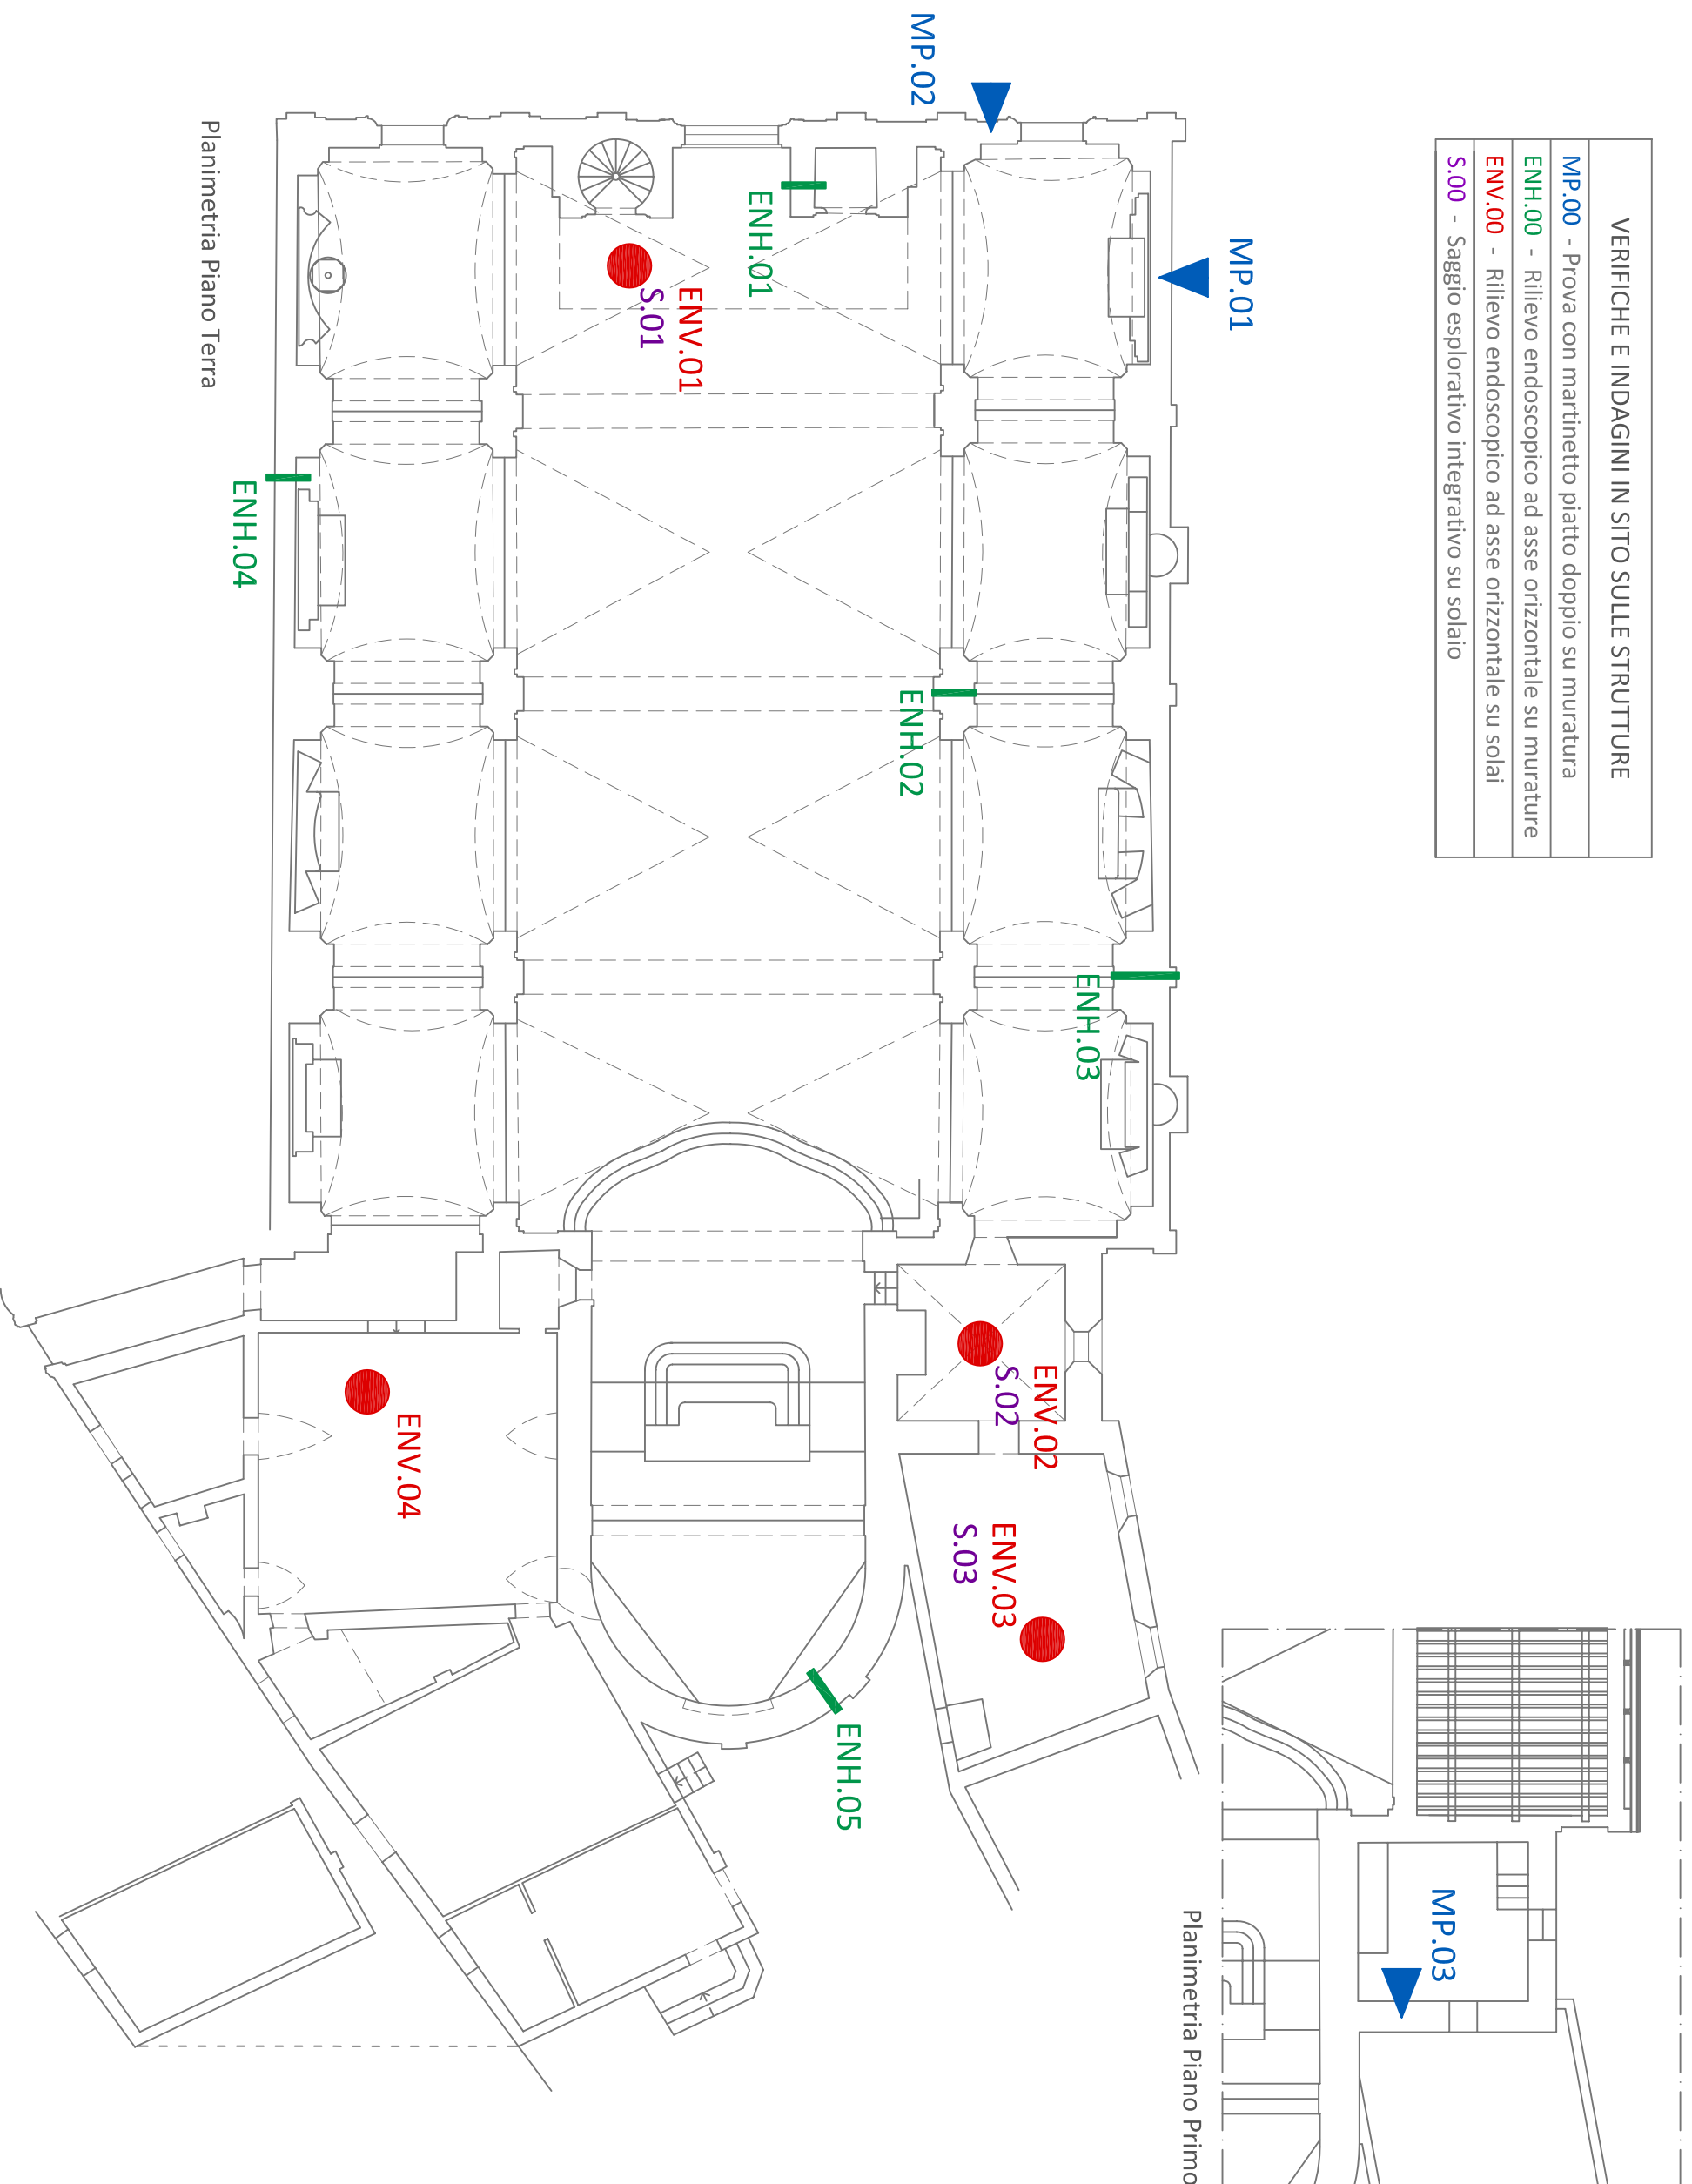 VERIFICHE E INDAGINI IN SITO SULLE STRUTTURE
MP.00 - Prova con martinetto piatto doppio su muratura
ENH.00 - Rilievo endoscopico ad asse orizzontale su murature
ENV.00 - Rilievo endoscopico ad asse orizzontale su solai
S.00 - Saggio esplorativo integrativo su solaio
MP.01
MP.02
ENH.01
ENV.01
S.01
ENH.02
ENH.03
ENH.04
ENV.02
S.02
ENV.03
S.03
ENV.04
ENH.05
MP.03
Planimetria Piano Primo
Planimetria Piano Terra